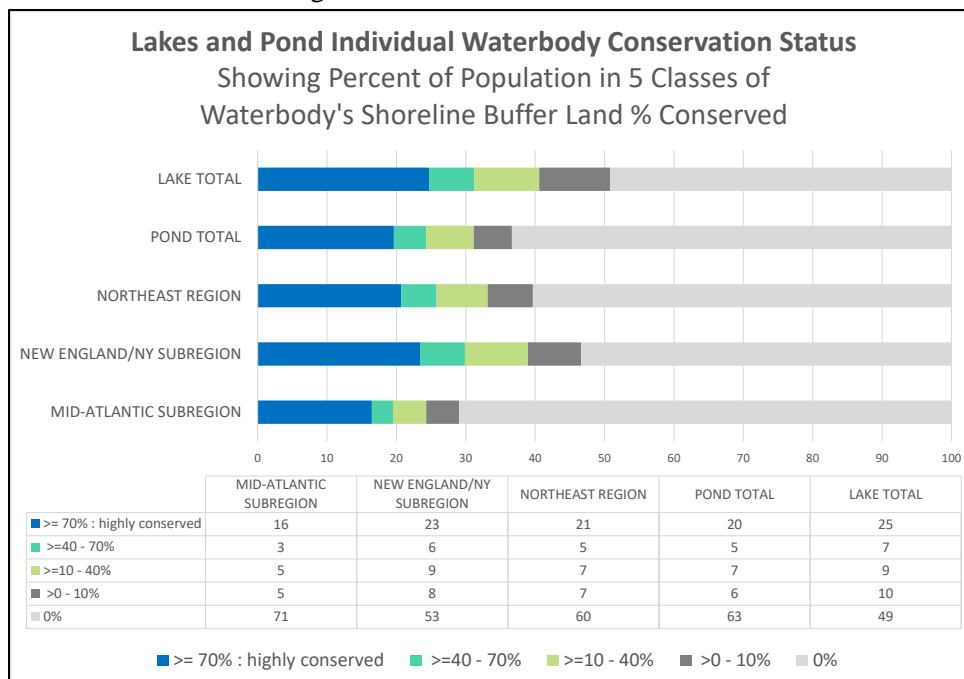 Lakes and Pond Individual Waterbody Conservation Status
Showing Percent of Population in 5 Classes of
Waterbody's Shoreline Buffer Land % Conserved
LAKE TOTAL
POND TOTAL
NORTHEAST REGION
NEW ENGLAND/NY SUBREGION
MID-ATLANTIC SUBREGION
0 10 20 30 40 50 60 70 80 90 100
MID-ATLANTIC SUBREGION NEW ENGLAND/NY SUBREGION NORTHEAST REGION POND TOTAL LAKE TOTAL
>= 70% : highly conserved 16 23 21 20 25
>=40 - 70% 3 6 5 5 7
>=10 - 40% 5 9 7 7 9
>0 - 10% 5 8 7 6 10
0% 71 53 60 63 49
>= 70% : highly conserved >=40 - 70% >=10 - 40% >0 - 10% 0%